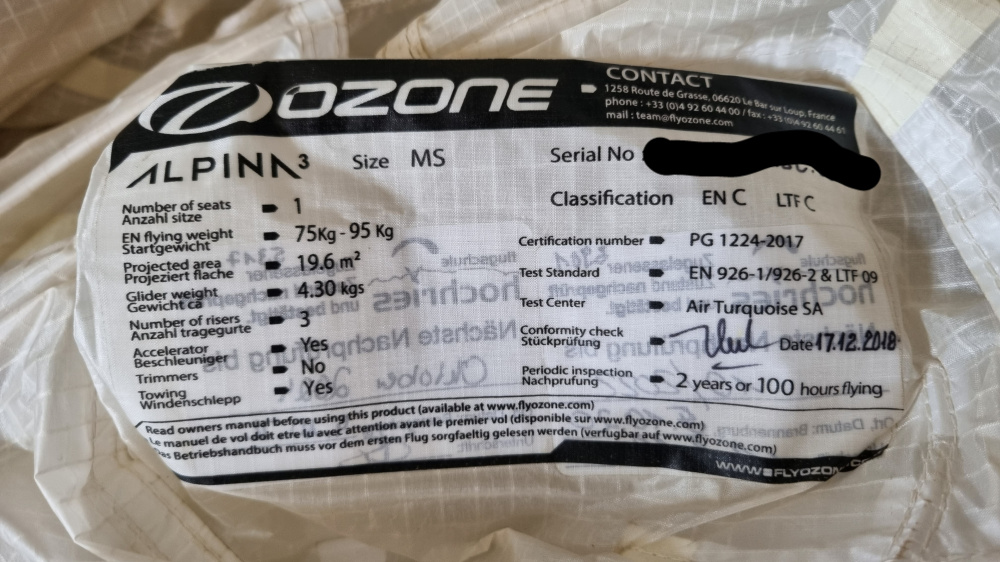 OZONE
CONTACT
1258 Route de Grasse, 06620 Le Bar sur Loup, France
phone : +33 (0)4 92 60 44 00 / fax : +33 (0)4 92 60 44 61
mail : team@flyozone.com
ALPINA³ Size MS
Serial No
Classification EN C LTF C
Number of seats 1
Anzahl sitze
EN flying weight 75Kg - 95 Kg
Startgewicht
Projected area 19.6 m²
Projeziert flache
Glider weight 4.30 kgs
Gewicht ca
Number of risers 3
Anzahl tragegurte
Accelerator Yes
Beschleuniger
Trimmers No
Towing Yes
Windenschlepp
Certification number PG 1224-2017
Test Standard EN 926-1/926-2 & LTF 09
Test Center Air Turquoise SA
Conformity check Date 17.12.2018
Stückprüfung
Periodic inspection 2 years or 100 hours flying
Nachprufung
Read owners manual before using this product (available at www.flyozone.com)
Le manuel de vol doit etre lu avec attention avant le premier vol (disponible sur www.flyozone.com)
Das Betriebshandbuch muss vor dem ersten Flug sorgfaeltig gelesen werden (verfugbar auf www.flyozone.com)
WWW.FLYOZONE.COM
hochries
Nächste Nachprüfung bis